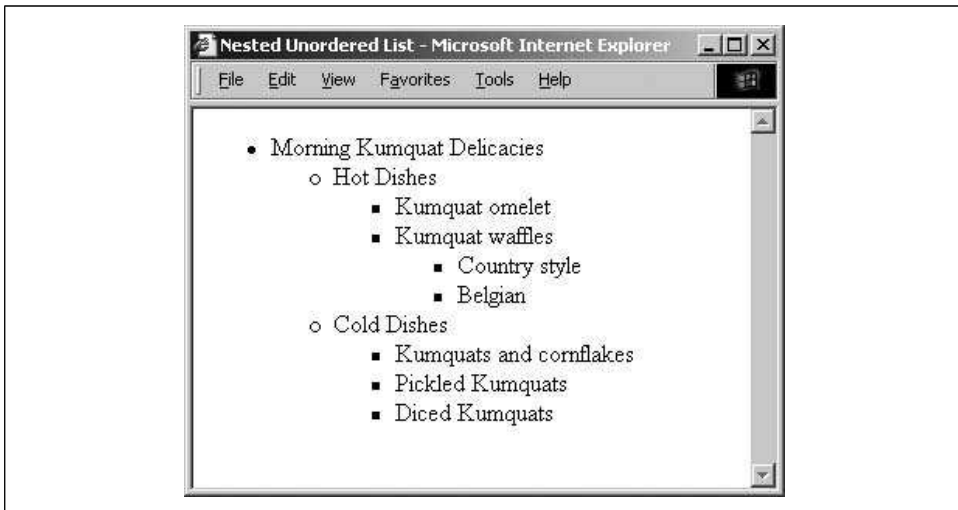 Nested Unordered List - Microsoft Internet Explorer
File Edit View Favorites Tools Help
Morning Kumquat Delicacies
Hot Dishes
Kumquat omelet
Kumquat waffles
Country style
Belgian
Cold Dishes
Kumquats and cornflakes
Pickled Kumquats
Diced Kumquats